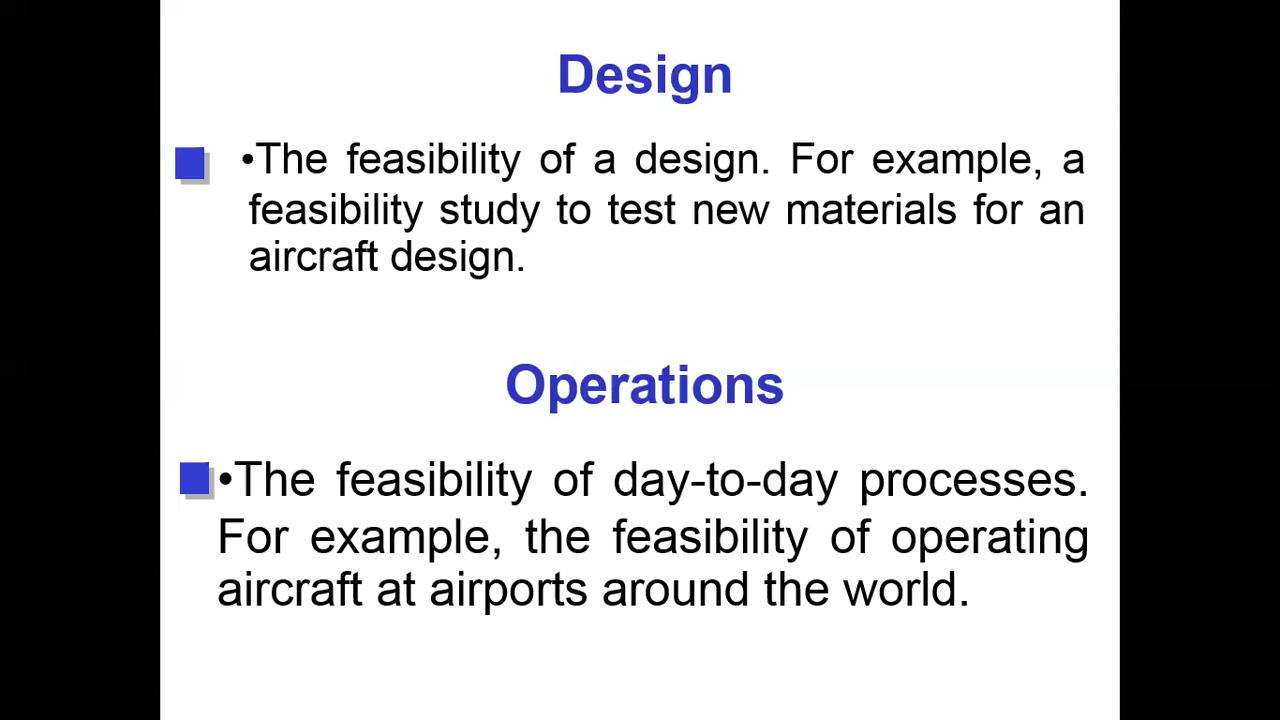 Design
•The feasibility of a design. For example, a
feasibility study to test new materials for an
aircraft design.
Operations
•The feasibility of day-to-day processes.
For example, the feasibility of operating
aircraft at airports around the world.